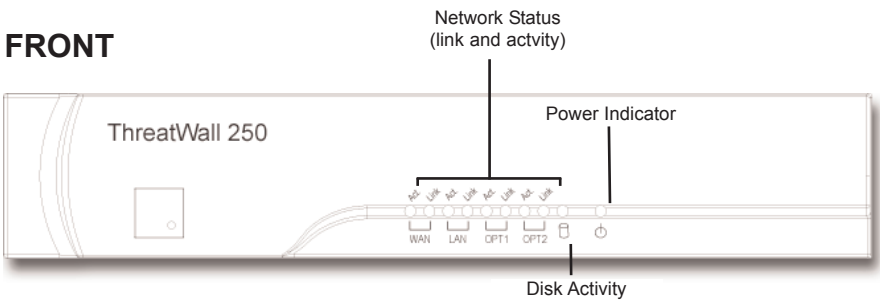 FRONT
Network Status
(link and actvity)
Power Indicator
ThreatWall 250
Act Link Act Link Act Link Act Link
WAN LAN OPT1 OPT2
Disk Activity